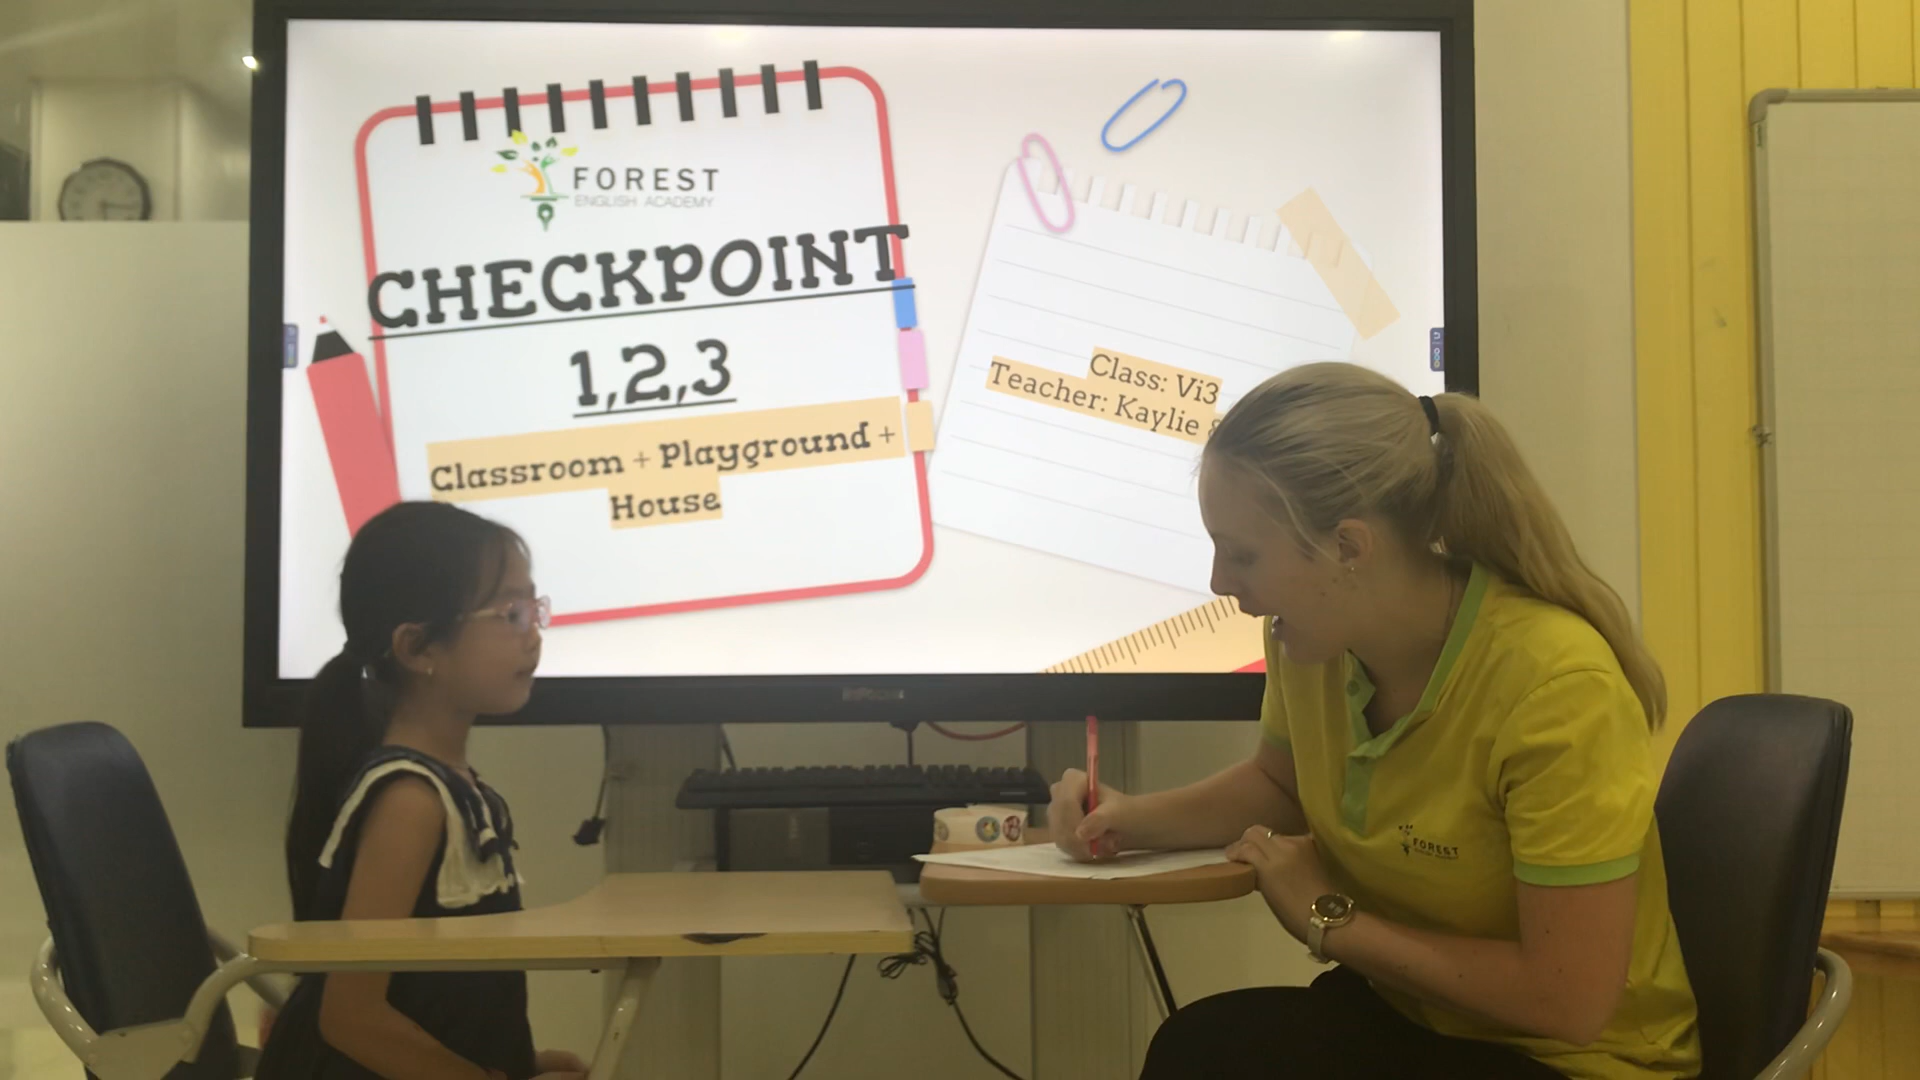 FOREST
ENGLISH ACADEMY
CHECKPOINT
1,2,3
Classroom + Playground +
House
Class: Vi3
Teacher: Kaylie
FOREST